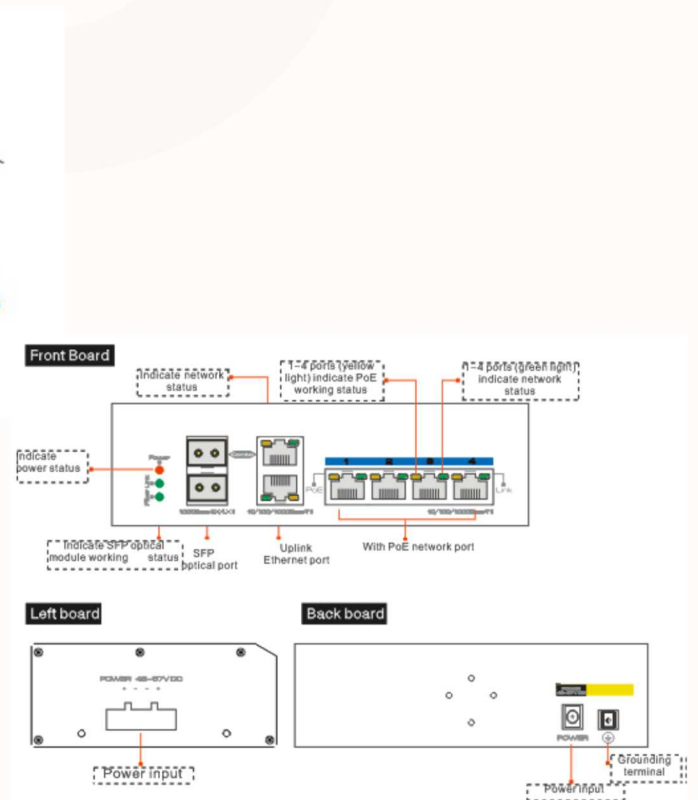 Front Board
Indicate network
status
1-4 ports (yellow
light) indicate PoE
working status
1-4 ports (green light)
indicate network
status
Indicate
power status
Power
1
2
3
4
PoE
Link
Indicate SFP optical
module working status
SFP
optical port
Uplink
Ethernet port
With PoE network port
Left board
Back board
POWER 48-57VDC
+ - - +
POWER
Power input
Grounding
terminal
Power input